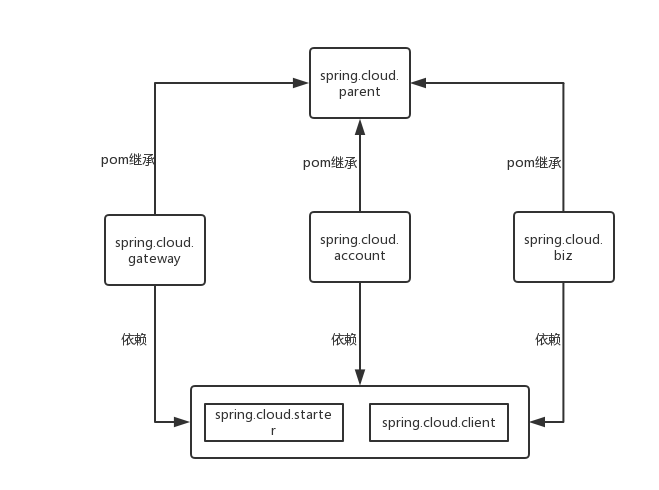 spring.cloud.
parent
pom继承
pom继承
pom继承
spring.cloud.
gateway
spring.cloud.
account
spring.cloud.
biz
依赖
依赖
依赖
spring.cloud.starte
r
spring.cloud.client